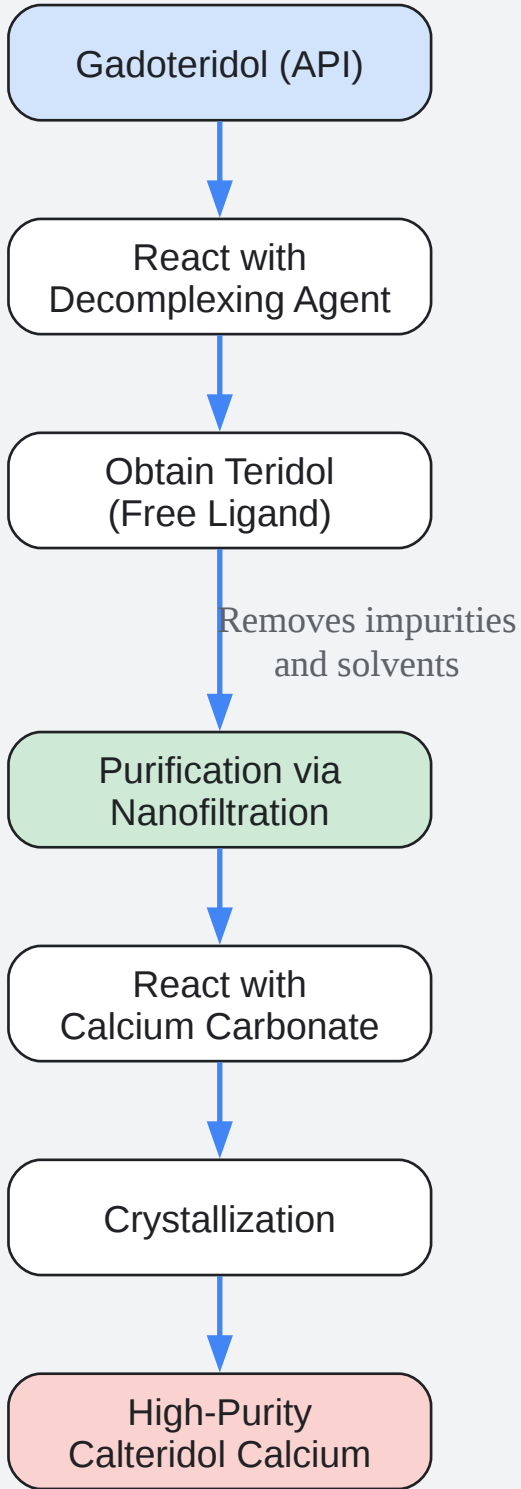 Gadoteridol (API)
React with
Decomplexing Agent
Obtain Teridol
(Free Ligand)
Removes impurities
and solvents
Purification via
Nanofiltration
React with
Calcium Carbonate
Crystallization
High-Purity
Calteridol Calcium